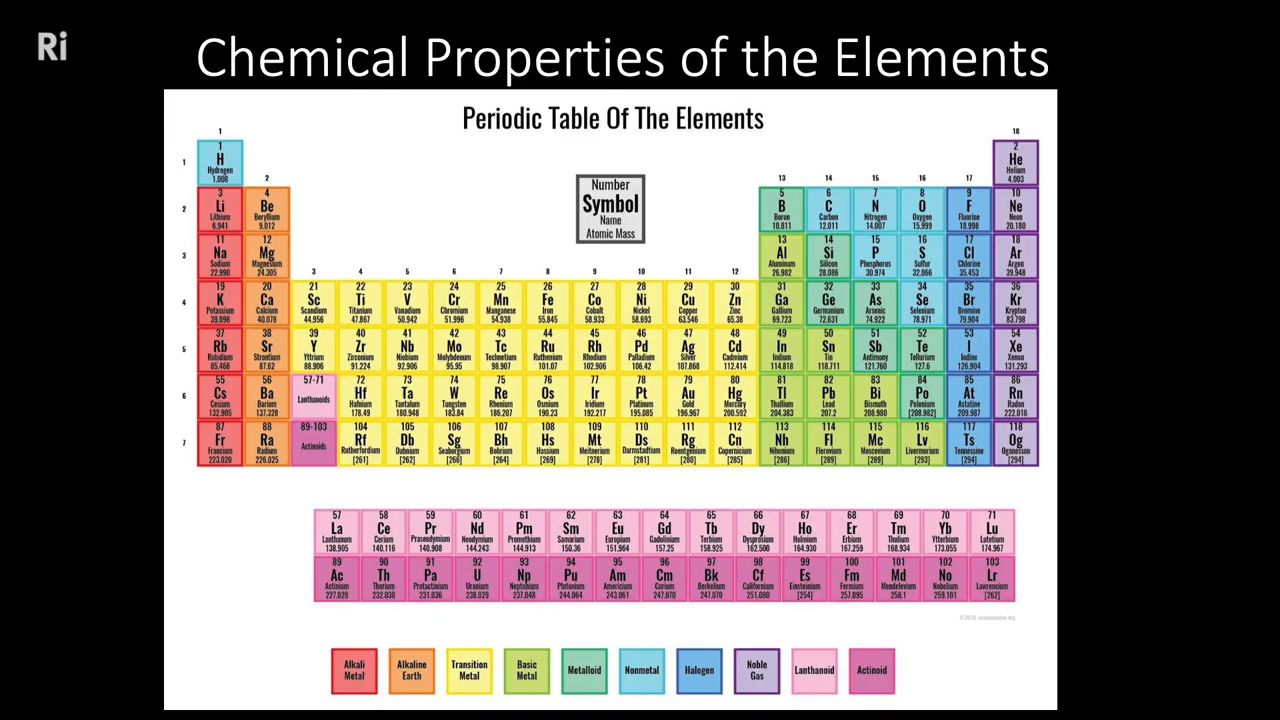 Ri
Chemical Properties of the Elements
Periodic Table Of The Elements
1 18
1 2
1 H He
Hydrogen Helium
1.008 2 13 14 15 16 17 4.003
3 4 Number 5 6 7 8 9 10
2 Li Be Symbol B C N O F Ne
Lithium Beryllium Name Boron Carbon Nitrogen Oxygen Fluorine Neon
6.941 9.012 Atomic Mass 10.811 12.011 14.007 15.999 18.998 20.180
11 12 13 14 15 16 17 18
3 Na Mg Al Si P S Cl Ar
Sodium Magnesium Aluminum Silicon Phosphorus Sulfur Chlorine Argon
22.990 24.305 3 4 5 6 7 8 9 10 11 12 26.982 28.086 30.974 32.066 35.453 39.948
19 20 21 22 23 24 25 26 27 28 29 30 31 32 33 34 35 36
4 K Ca Sc Ti V Cr Mn Fe Co Ni Cu Zn Ga Ge As Se Br Kr
Potassium Calcium Scandium Titanium Vanadium Chromium Manganese Iron Cobalt Nickel Copper Zinc Gallium Germanium Arsenic Selenium Bromine Krypton
39.098 40.078 44.956 47.867 50.942 51.996 54.938 55.845 58.933 58.693 63.546 65.38 69.723 72.631 74.922 78.971 79.904 83.798
37 38 39 40 41 42 43 44 45 46 47 48 49 50 51 52 53 54
5 Rb Sr Y Zr Nb Mo Tc Ru Rh Pd Ag Cd In Sn Sb Te I Xe
Rubidium Strontium Yttrium Zirconium Niobium Molybdenum Technetium Ruthenium Rhodium Palladium Silver Cadmium Indium Tin Antimony Tellurium Iodine Xenon
85.468 87.62 88.906 91.224 92.906 95.95 98.907 101.07 102.906 106.42 107.868 112.414 114.818 118.711 121.760 127.6 126.904 131.293
55 56 57-71 72 73 74 75 76 77 78 79 80 81 82 83 84 85 86
6 Cs Ba Lanthanoids Hf Ta W Re Os Ir Pt Au Hg Tl Pb Bi Po At Rn
Cesium Barium Hafnium Tantalum Tungsten Rhenium Osmium Iridium Platinum Gold Mercury Thallium Lead Bismuth Polonium Astatine Radon
132.905 137.328 178.49 180.948 183.84 186.207 190.23 192.217 195.085 196.967 200.592 204.383 207.2 208.980 [208.982] 209.987 222.018
87 88 89-103 104 105 106 107 108 109 110 111 112 113 114 115 116 117 118
7 Fr Ra Actinoids Rf Db Sg Bh Hs Mt Ds Rg Cn Nh Fl Mc Lv Ts Og
Francium Radium Rutherfordium Dubnium Seaborgium Bohrium Hassium Meitnerium Darmstadtium Roentgenium Copernicium Nihonium Flerovium Moscovium Livermorium Tennessine Oganesson
223.020 226.025 [261] [262] [266] [264] [269] [278] [281] [280] [285] [286] [289] [289] [293] [294] [294]
57 58 59 60 61 62 63 64 65 66 67 68 69 70 71
La Ce Pr Nd Pm Sm Eu Gd Tb Dy Ho Er Tm Yb Lu
Lanthanum Cerium Praseodymium Neodymium Promethium Samarium Europium Gadolinium Terbium Dysprosium Holmium Erbium Thulium Ytterbium Lutetium
138.905 140.116 140.908 144.243 144.913 150.36 151.964 157.25 158.925 162.500 164.930 167.259 168.934 173.055 174.967
89 90 91 92 93 94 95 96 97 98 99 100 101 102 103
Ac Th Pa U Np Pu Am Cm Bk Cf Es Fm Md No Lr
Actinium Thorium Protactinium Uranium Neptunium Plutonium Americium Curium Berkelium Californium Einsteinium Fermium Mendelevium Nobelium Lawrencium
227.028 232.038 231.036 238.029 237.048 244.064 243.061 247.070 247.070 251.080 [254] 257.095 258.1 259.101 [262]
Alkali Metal Alkaline Earth Transition Metal Basic Metal Metalloid Nonmetal Halogen Noble Gas Lanthanoid Actinoid